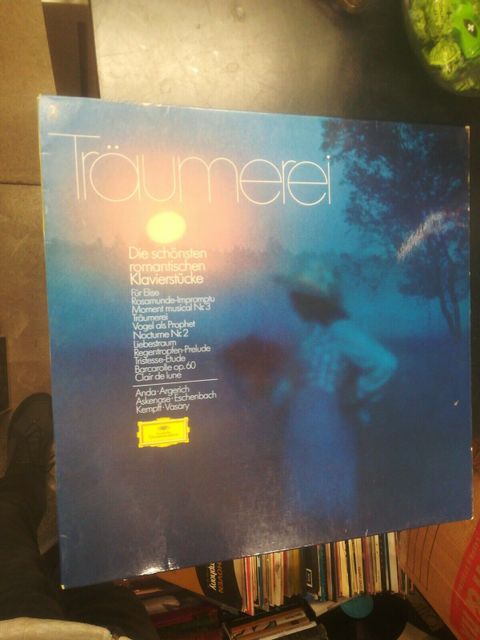 Träumerei
Die schönsten
romantischen
Klavierstücke
Für Elise
Rosamunde-Impromptu
Moment musical Nr. 3
Träumerei
Vogel als Prophet
Nocturne Nr. 2
Liebestraum
Regentropfen-Prelude
Tristesse-Etude
Barcarolle op. 60
Clair de lune
Anda · Argerich
Askenase · Eschenbach
Kempff · Vásáry